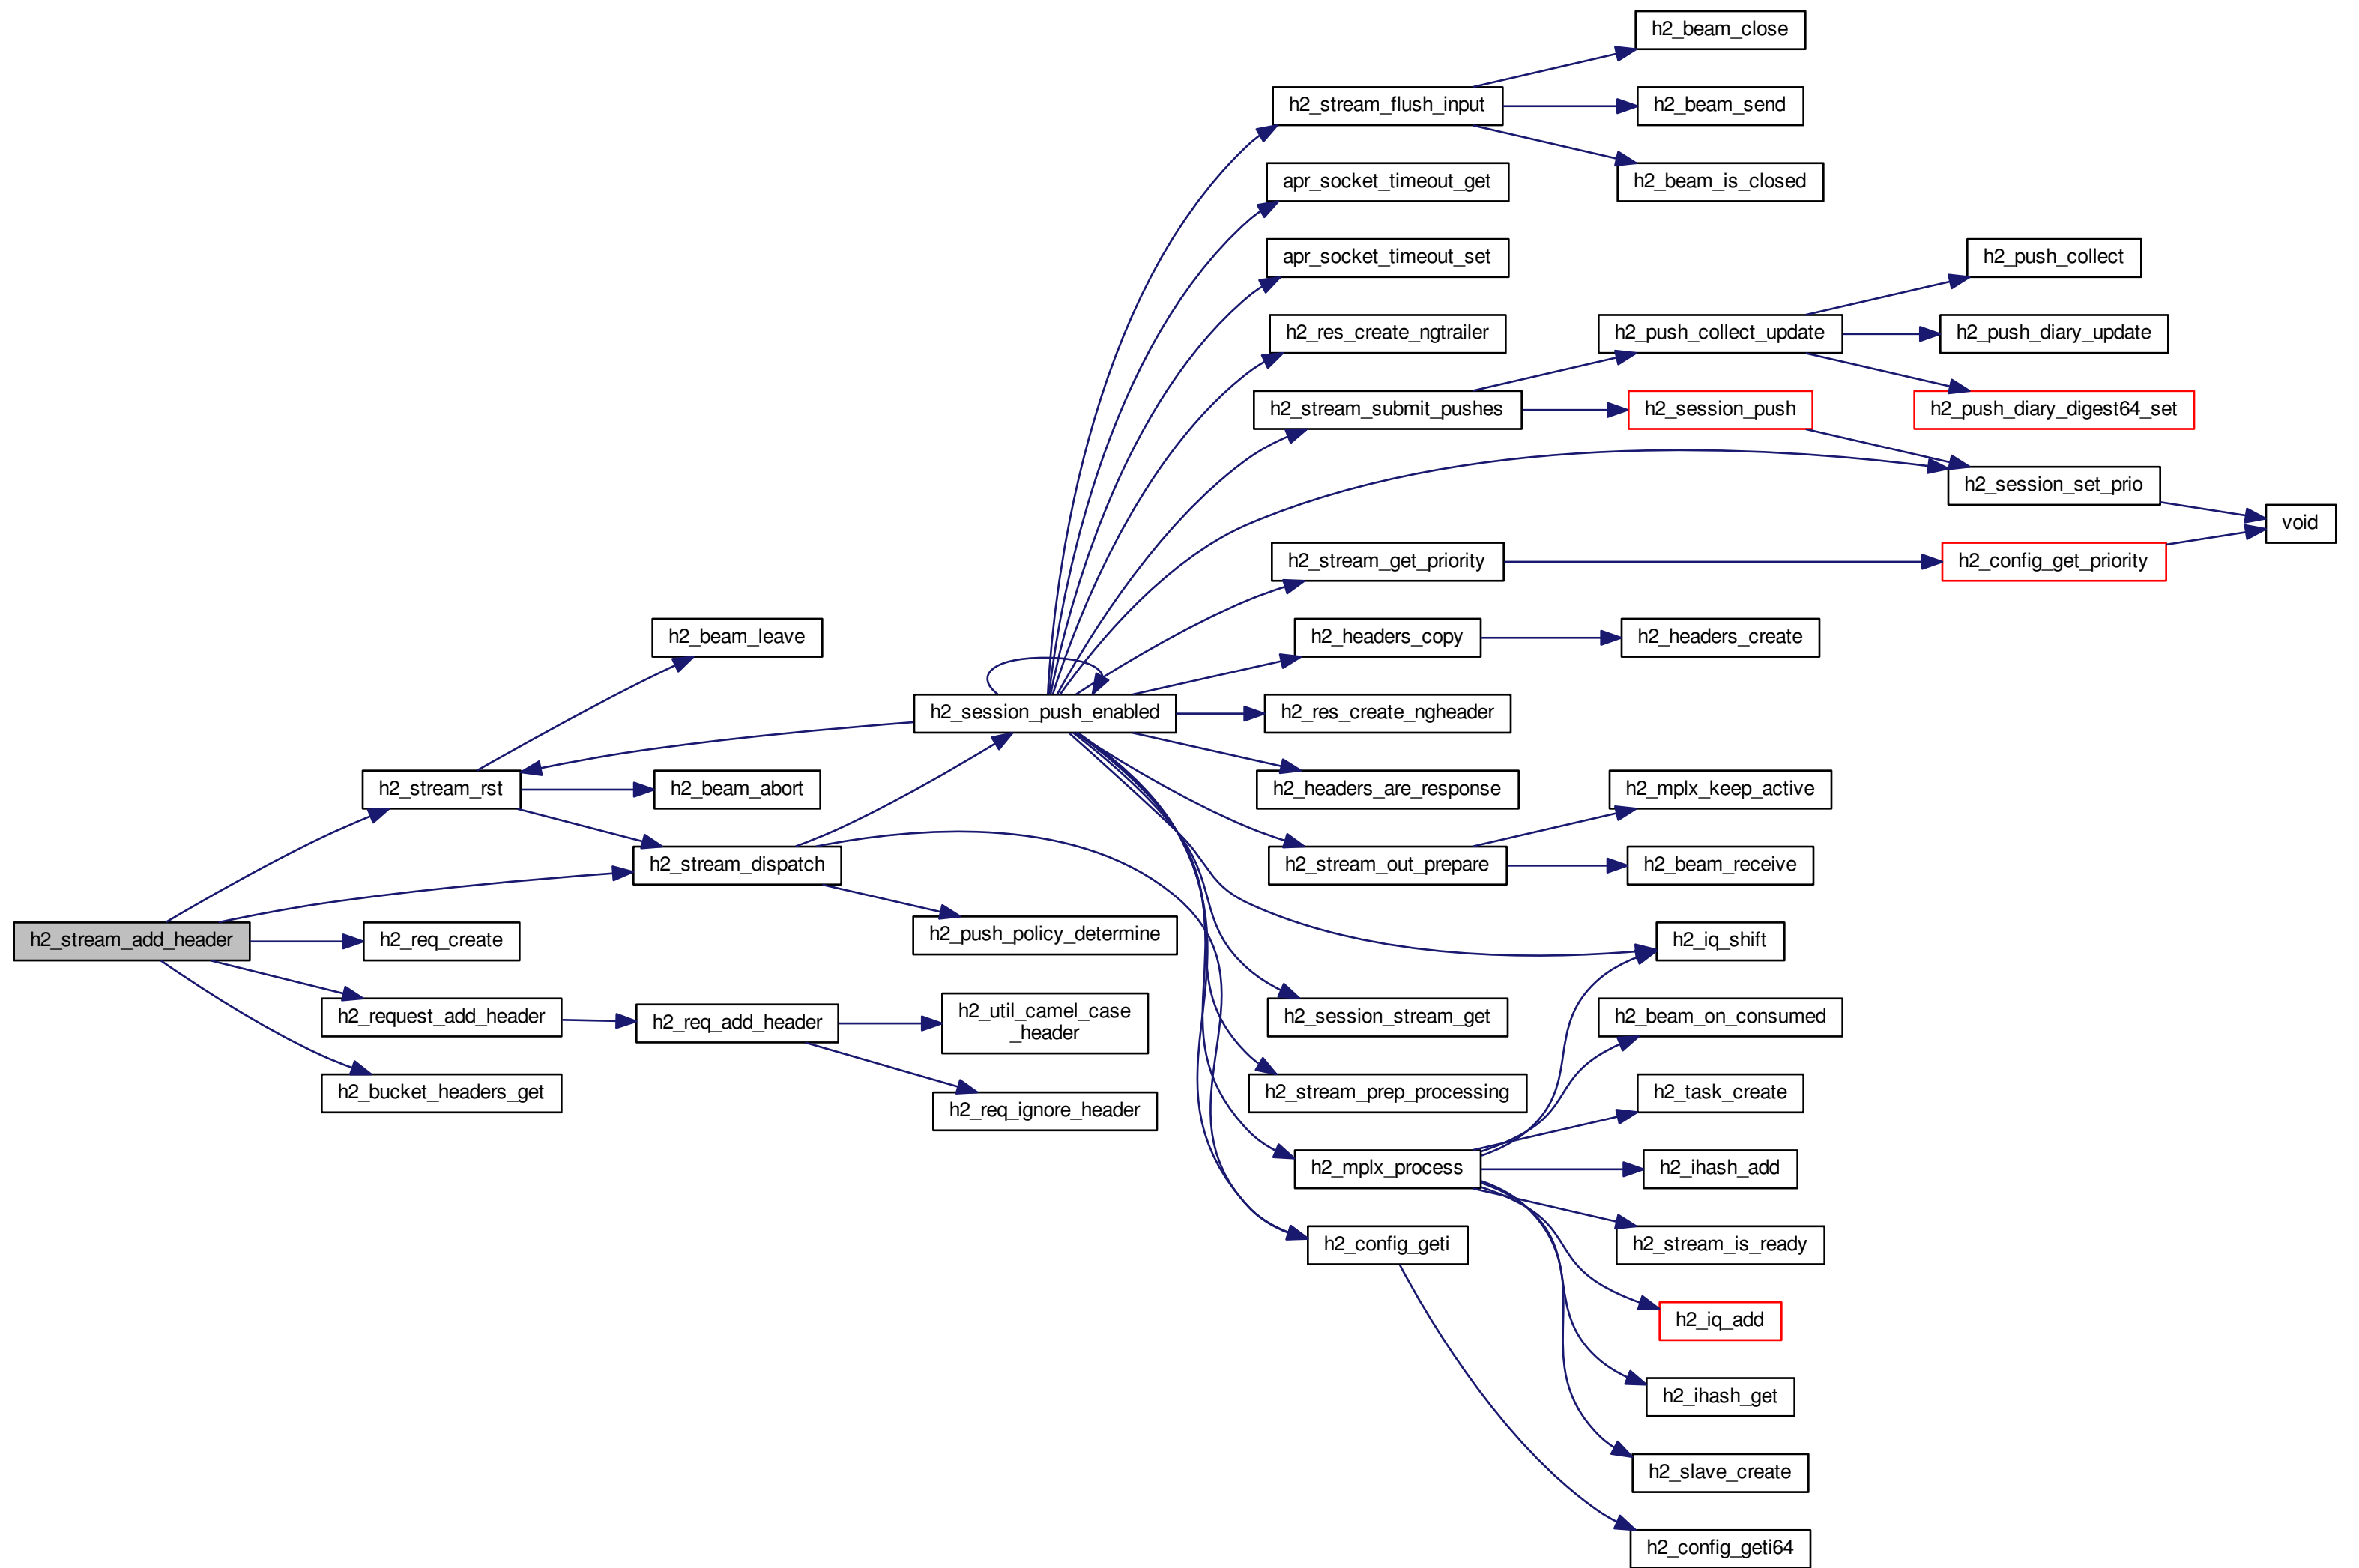 h2_beam_close
h2_stream_flush_input
h2_beam_send
apr_socket_timeout_get
h2_beam_is_closed
apr_socket_timeout_set
h2_push_collect
h2_res_create_ngtrailer
h2_push_collect_update
h2_push_diary_update
h2_stream_submit_pushes
h2_session_push
h2_push_diary_digest64_set
h2_session_set_prio
void
h2_stream_get_priority
h2_config_get_priority
h2_beam_leave
h2_headers_copy
h2_headers_create
h2_session_push_enabled
h2_res_create_ngheader
h2_stream_rst
h2_beam_abort
h2_headers_are_response
h2_mplx_keep_active
h2_stream_dispatch
h2_stream_out_prepare
h2_beam_receive
h2_stream_add_header
h2_req_create
h2_push_policy_determine
h2_iq_shift
h2_request_add_header
h2_req_add_header
h2_util_camel_case
_header
h2_session_stream_get
h2_beam_on_consumed
h2_bucket_headers_get
h2_req_ignore_header
h2_stream_prep_processing
h2_task_create
h2_mplx_process
h2_ihash_add
h2_config_geti
h2_stream_is_ready
h2_iq_add
h2_ihash_get
h2_slave_create
h2_config_geti64